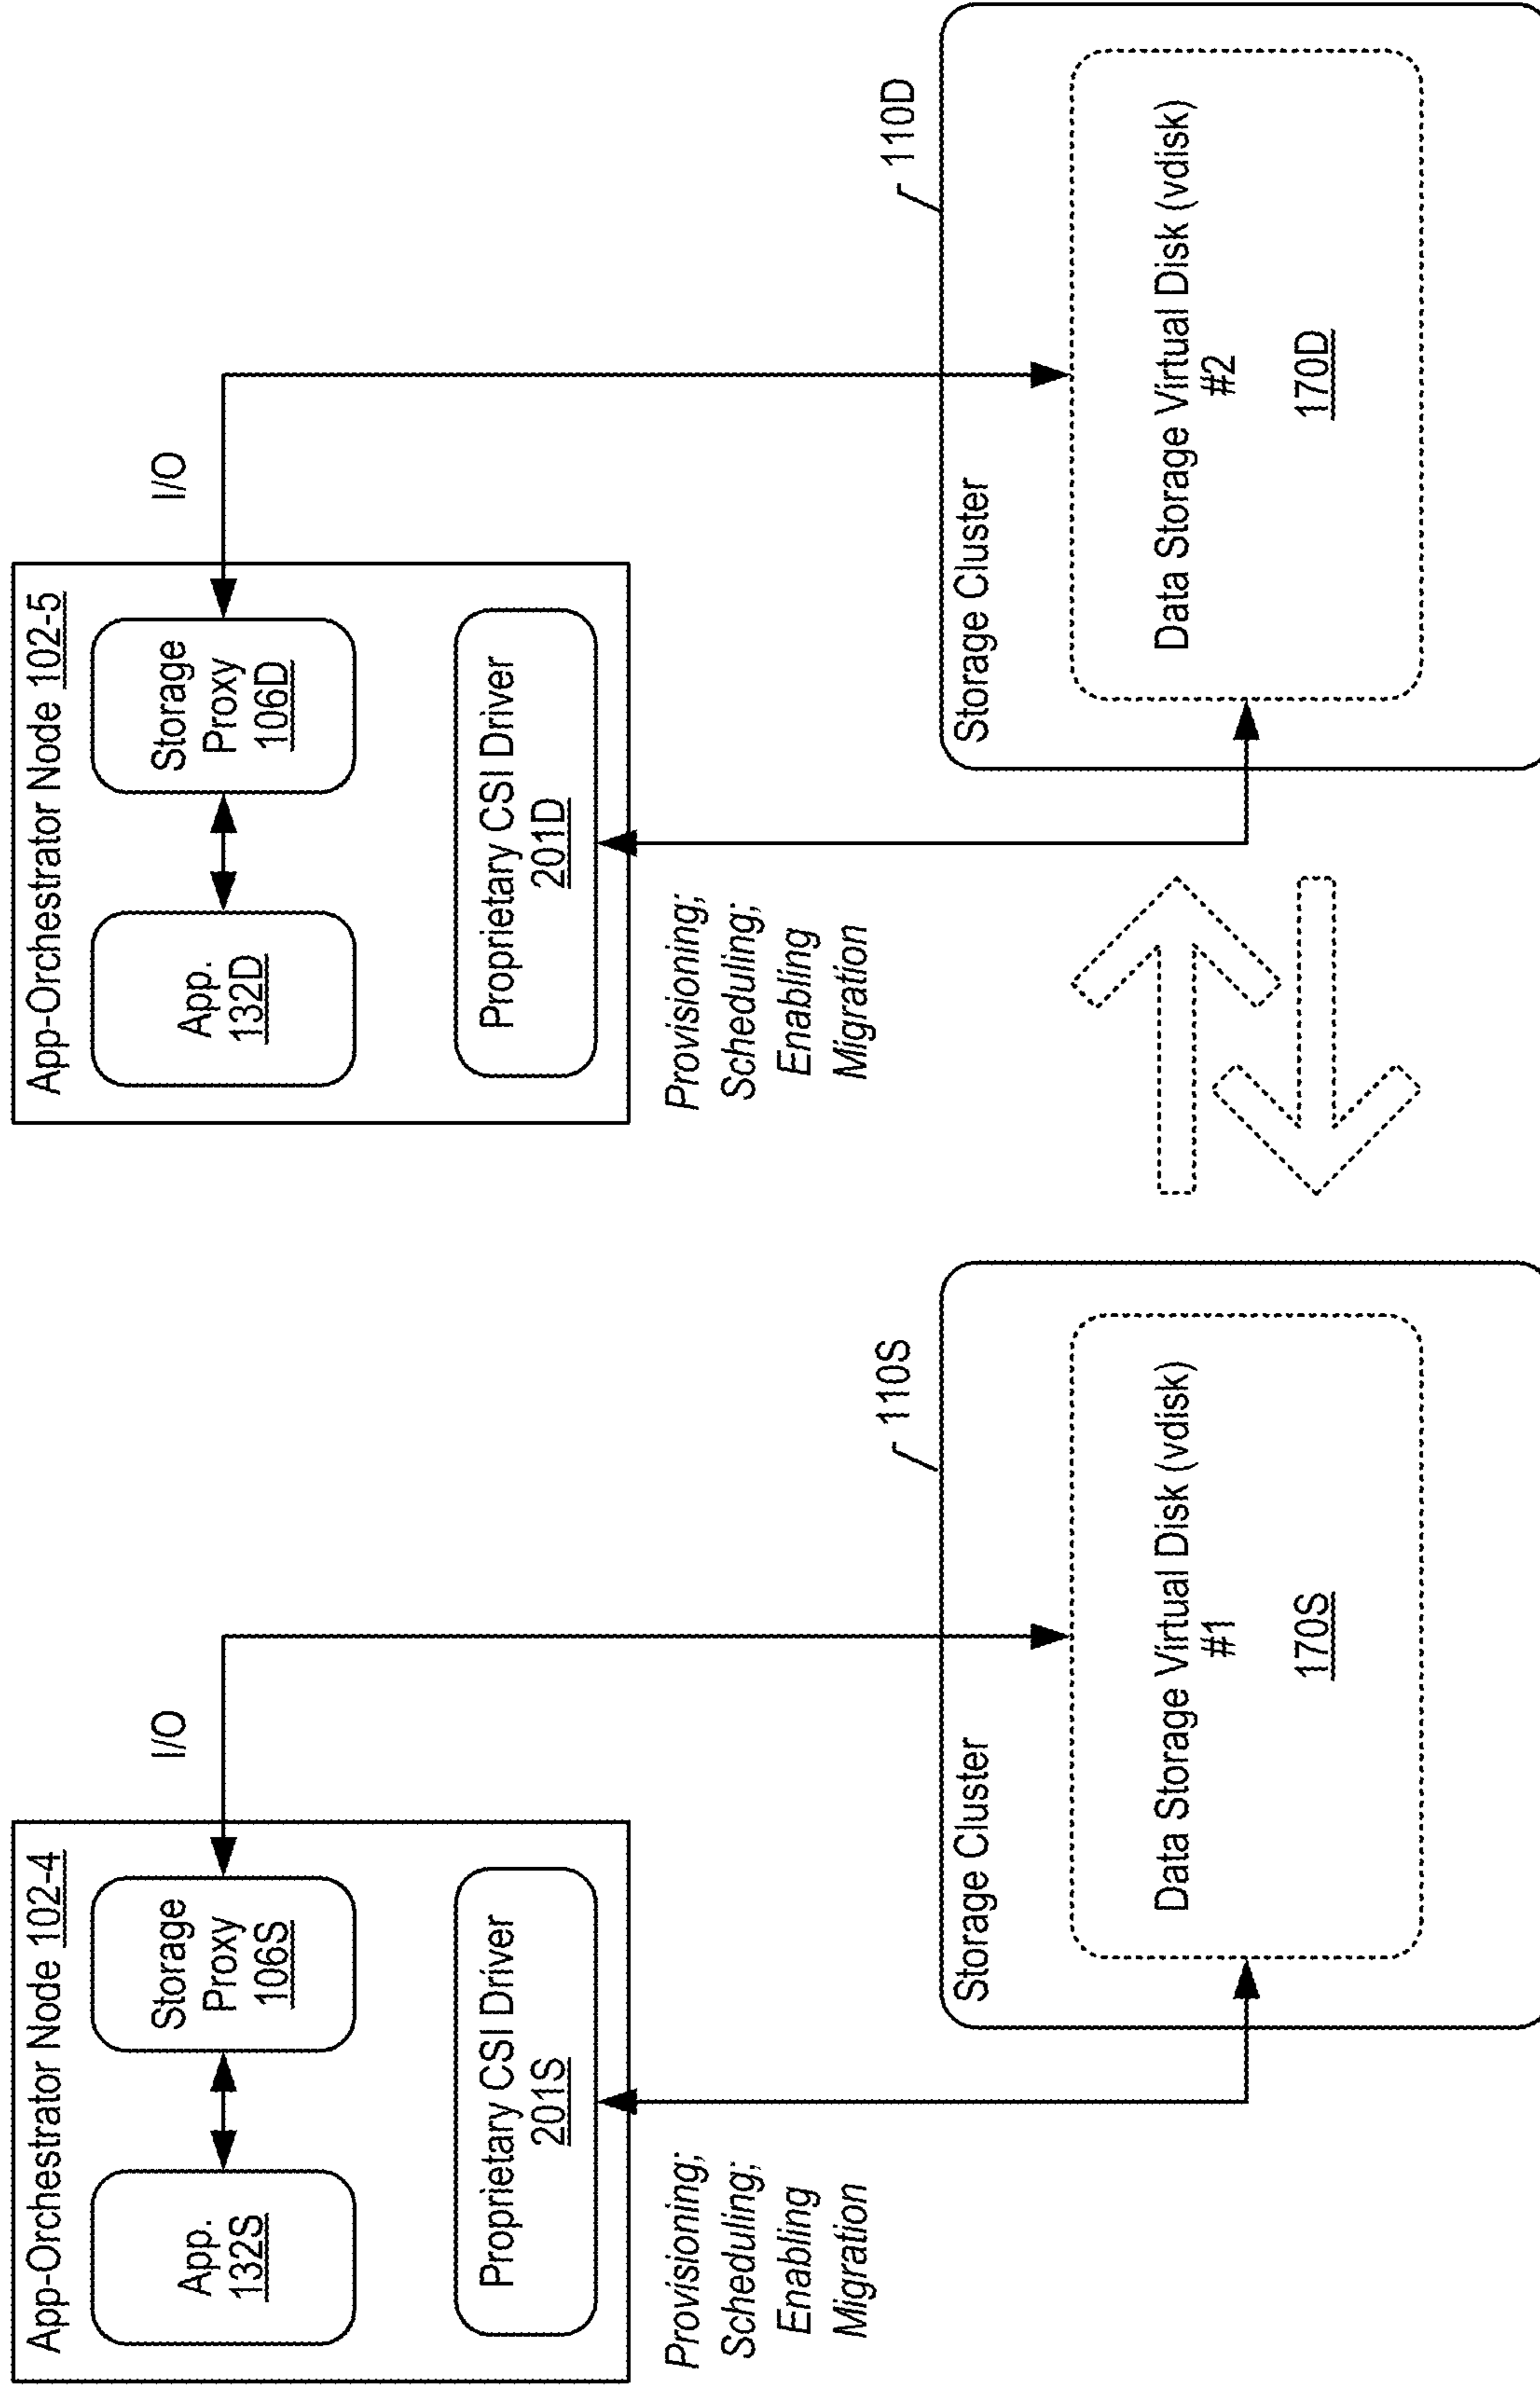 App-Orchestrator Node 102-4
App.
132S
Storage
Proxy
106S
I/O
Proprietary CSI Driver
201S
Provisioning;
Scheduling;
Enabling
Migration
110S
Storage Cluster
Data Storage Virtual Disk (vdisk)
#1
170S
App-Orchestrator Node 102-5
App.
132D
Storage
Proxy
106D
I/O
Proprietary CSI Driver
201D
Provisioning;
Scheduling;
Enabling
Migration
110D
Storage Cluster
Data Storage Virtual Disk (vdisk)
#2
170D